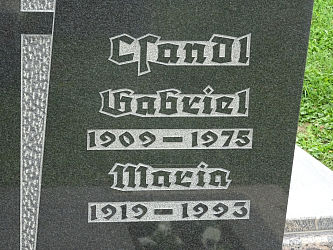 Csandl
Gabriel
1909 – 1975
Maria
1919 – 1993